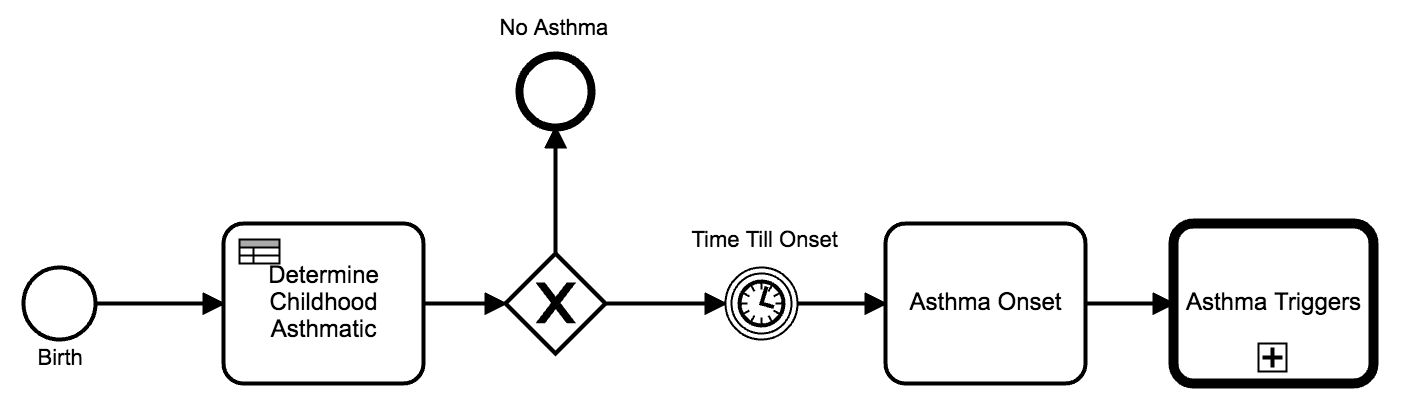 No Asthma
Time Till Onset
Determine
Childhood
Asthmatic
X
Asthma Onset
Asthma Triggers
Birth